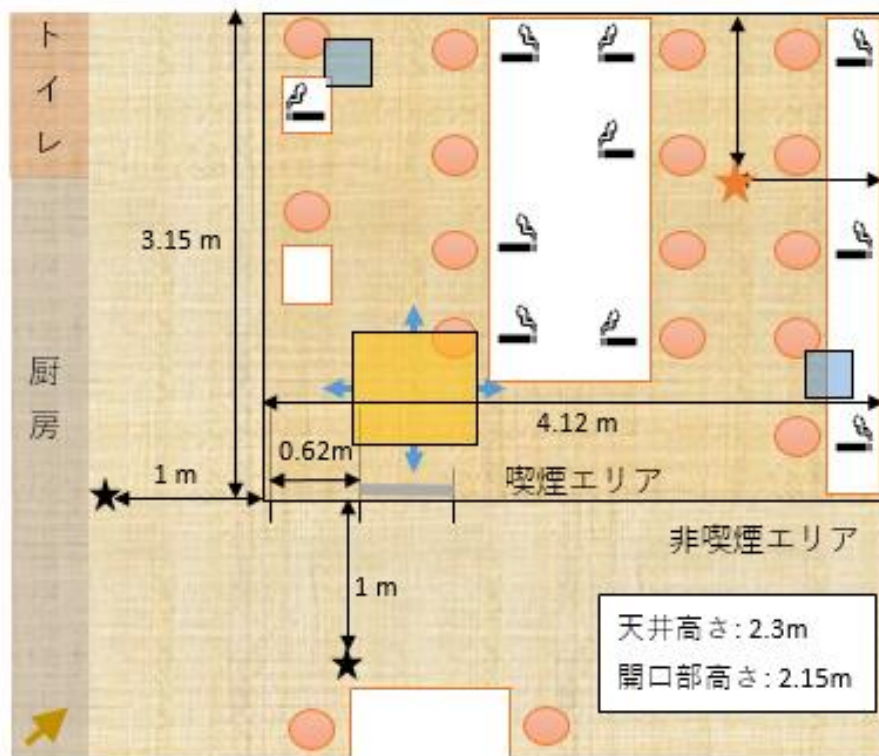 トイレ
厨房
3.15 m
4.12 m
0.62m
1 m
喫煙エリア
非喫煙エリア
1 m
天井高さ: 2.3m
開口部高さ: 2.15m